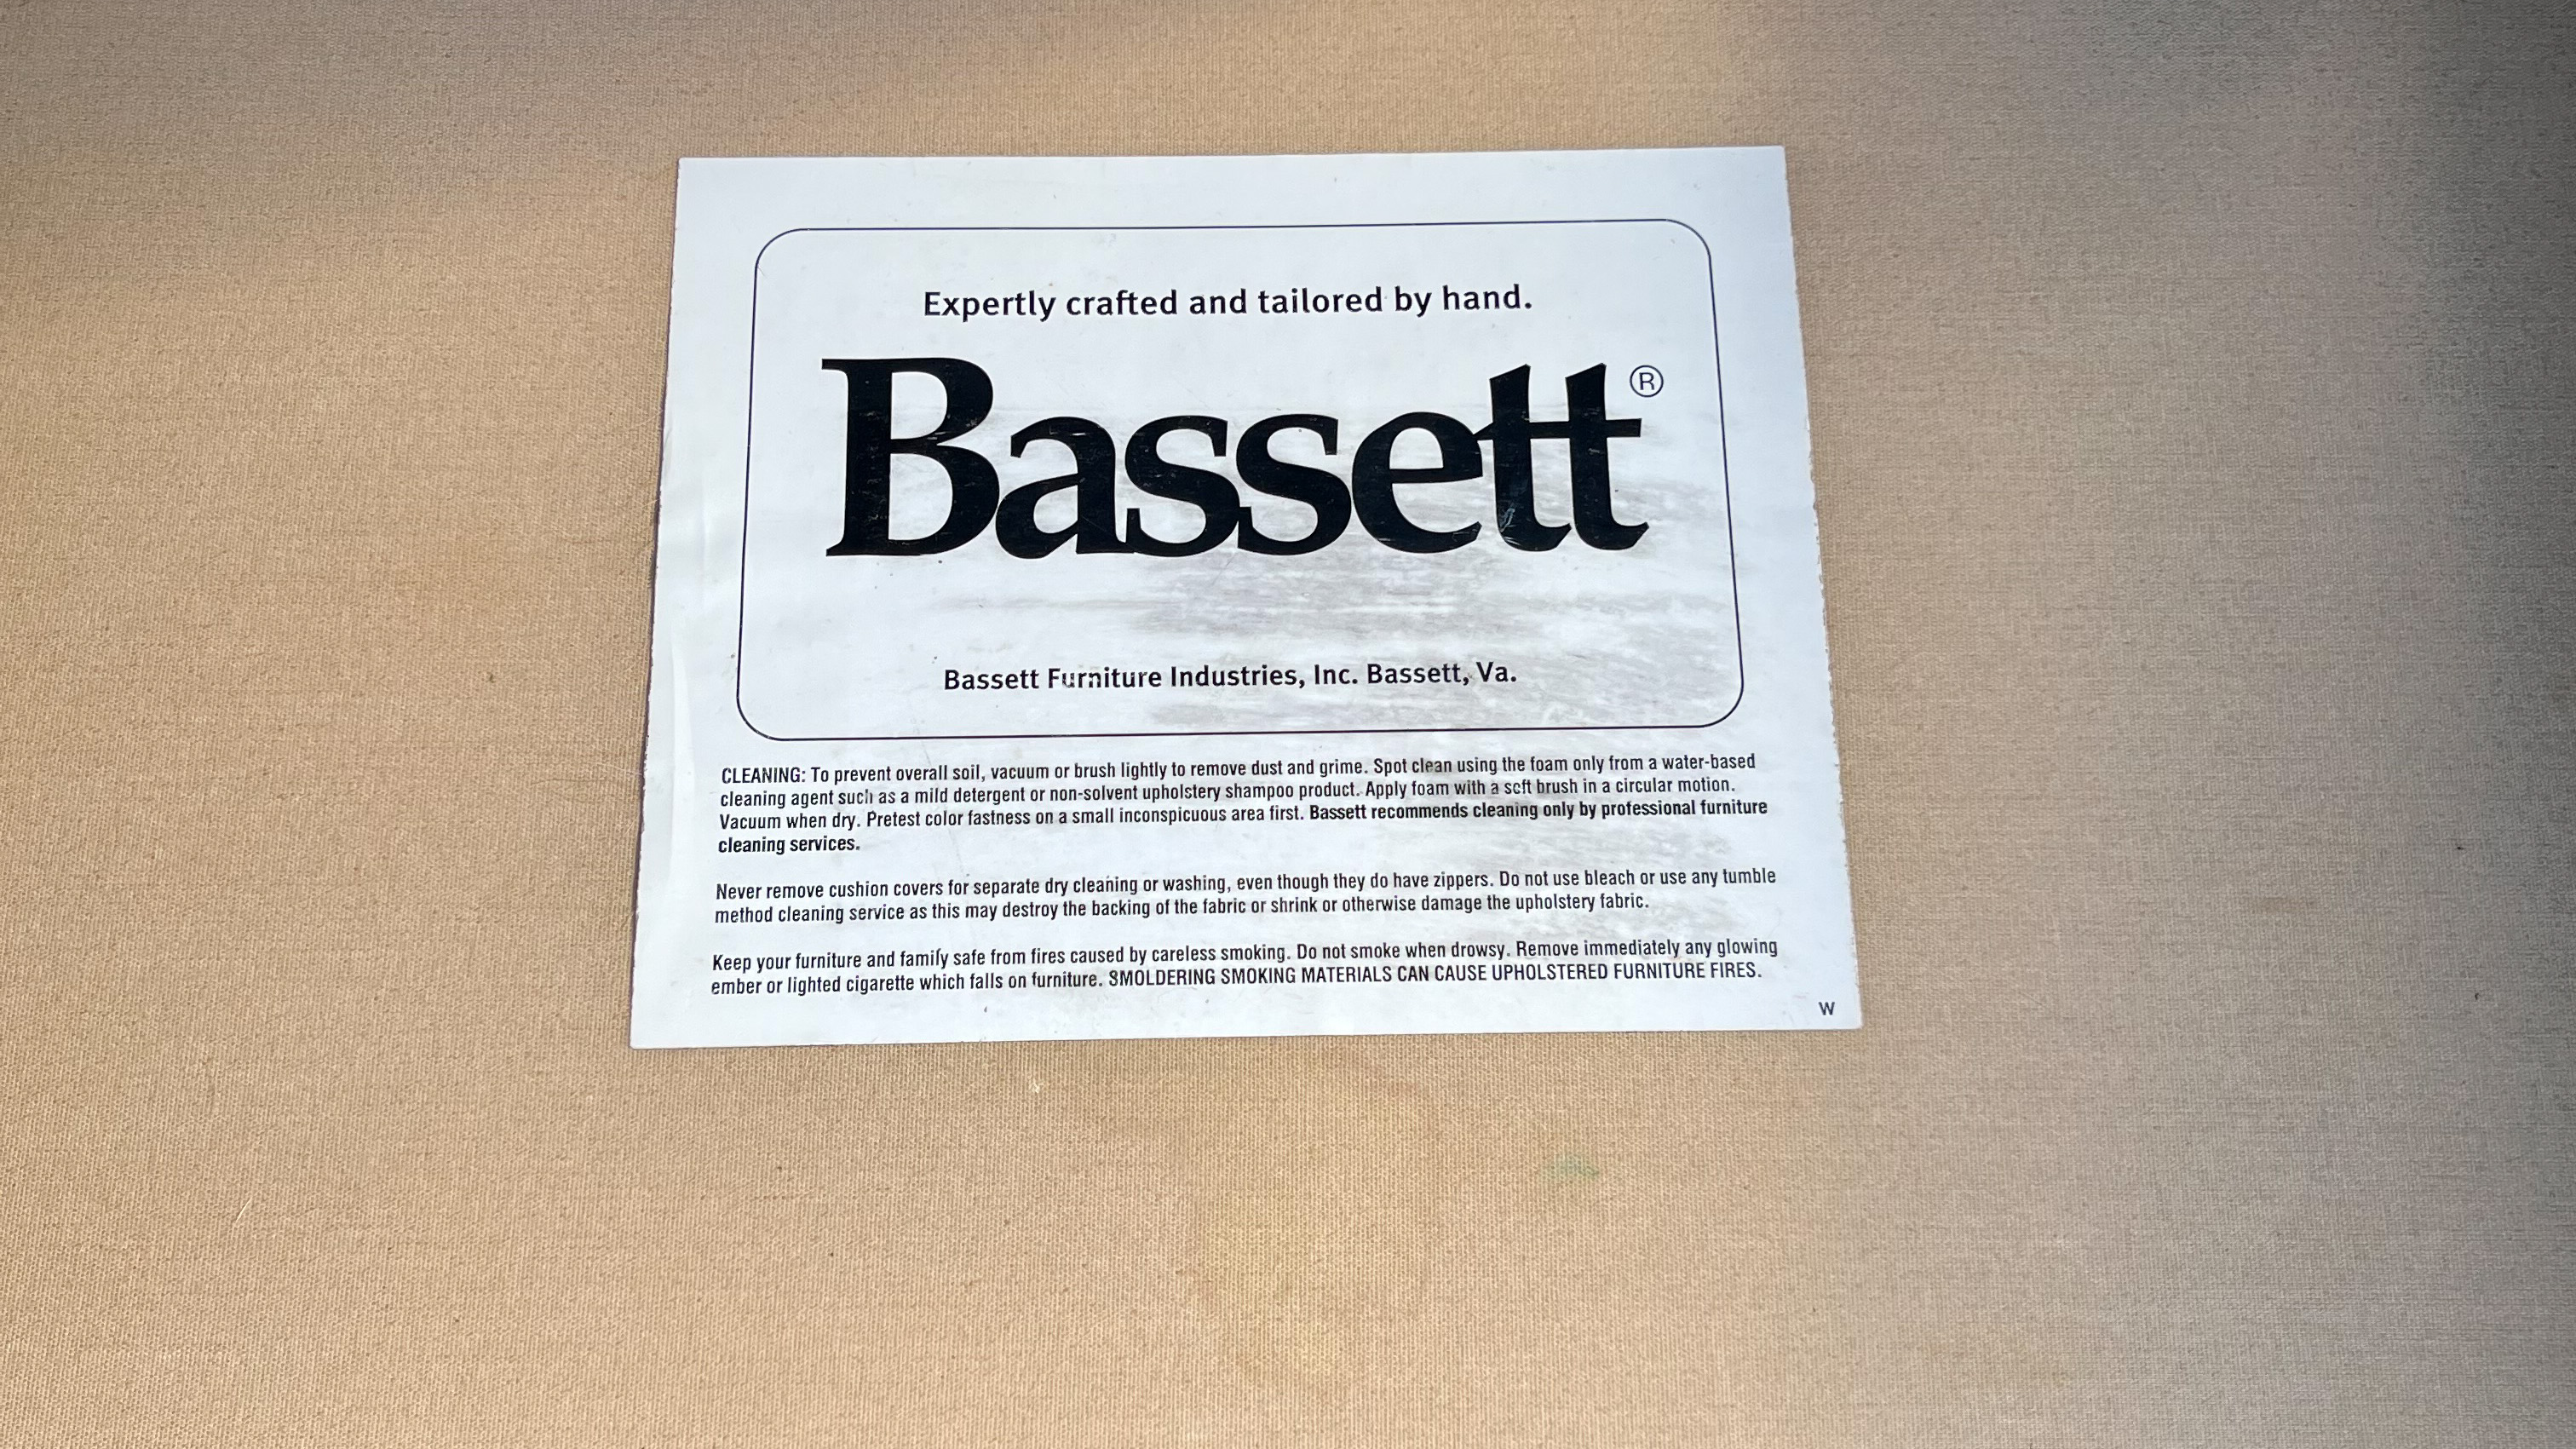 Expertly crafted and tailored by hand.
Bassett®
Bassett Furniture Industries, Inc. Bassett, Va.
CLEANING: To prevent overall soil, vacuum or brush lightly to remove dust and grime. Spot clean using the foam only from a water-based
cleaning agent such as a mild detergent or non-solvent upholstery shampoo product. Apply foam with a soft brush in a circular motion.
Vacuum when dry. Pretest color fastness on a small inconspicuous area first. Bassett recommends cleaning only by professional furniture
cleaning services.
Never remove cushion covers for separate dry cleaning or washing, even though they do have zippers. Do not use bleach or use any tumble
method cleaning service as this may destroy the backing of the fabric or shrink or otherwise damage the upholstery fabric.
Keep your furniture and family safe from fires caused by careless smoking. Do not smoke when drowsy. Remove immediately any glowing
ember or lighted cigarette which falls on furniture. SMOLDERING SMOKING MATERIALS CAN CAUSE UPHOLSTERED FURNITURE FIRES.
W